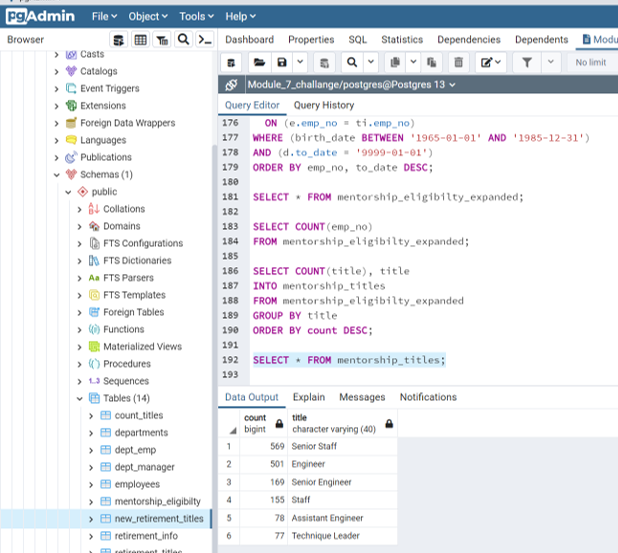 pgAdmin File Object Tools Help
Browser
Dashboard Properties SQL Statistics Dependencies Dependents Modu
No limit
Module_7_challange/postgres@Postgres 13
Query Editor Query History
Casts
Catalogs
Event Triggers
Extensions
Foreign Data Wrappers
Languages
Publications
Schemas (1)
public
Collations
Domains
FTS Configurations
FTS Dictionaries
Aa FTS Parsers
FTS Templates
Foreign Tables
Functions
Materialized Views
Procedures
1..3 Sequences
Tables (14)
count_titles
departments
dept_emp
dept_manager
employees
mentorship_eligibilty
new_retirement_titles
retirement_info
retirement_titles
176 ON (e.emp_no = ti.emp_no)
177 WHERE (birth_date BETWEEN '1965-01-01' AND '1985-12-31')
178 AND (d.to_date = '9999-01-01')
179 ORDER BY emp_no, to_date DESC;
180
181 SELECT * FROM mentorship_eligibilty_expanded;
182
183 SELECT COUNT(emp_no)
184 FROM mentorship_eligibilty_expanded;
185
186 SELECT COUNT(title), title
187 INTO mentorship_titles
188 FROM mentorship_eligibilty_expanded
189 GROUP BY title
190 ORDER BY count DESC;
191
192 SELECT * FROM mentorship_titles;
193
Data Output Explain Messages Notifications
count title
bigint character varying (40)
1 569 Senior Staff
2 501 Engineer
3 169 Senior Engineer
4 155 Staff
5 78 Assistant Engineer
6 77 Technique Leader